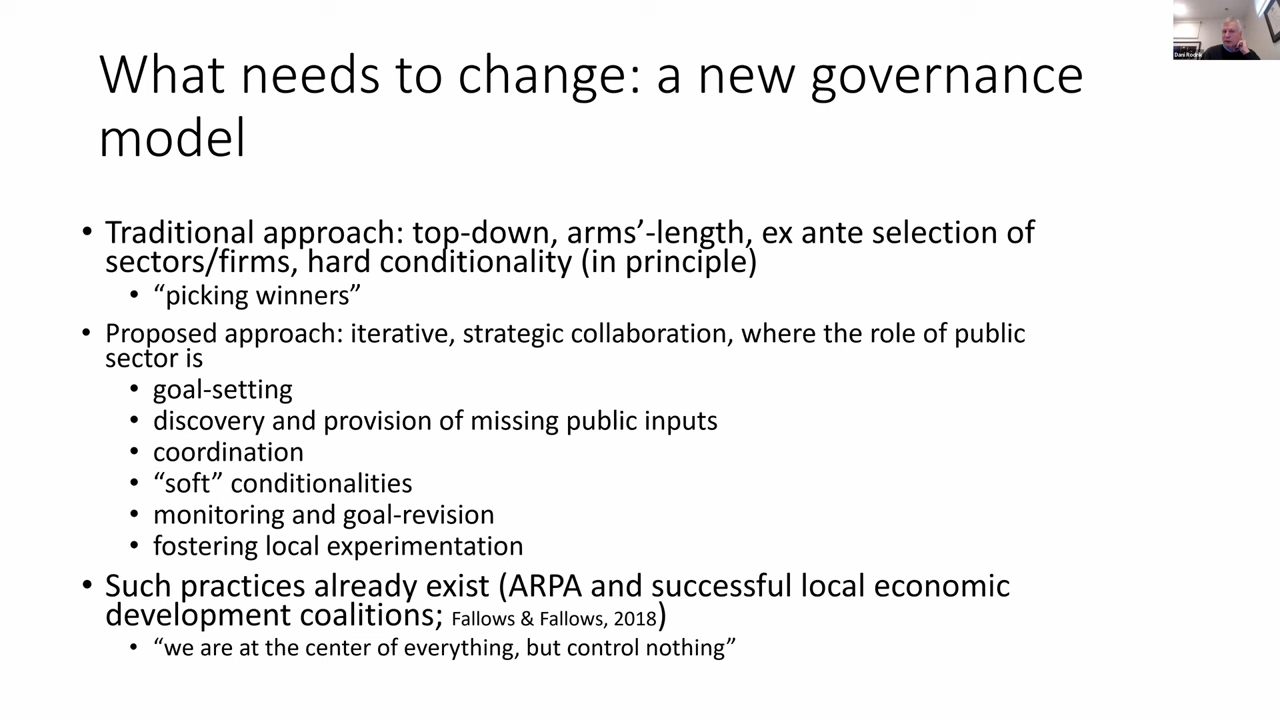 What needs to change: a new governance
model
• Traditional approach: top-down, arms’-length, ex ante selection of
sectors/firms, hard conditionality (in principle)
• “picking winners”
• Proposed approach: iterative, strategic collaboration, where the role of public
sector is
• goal-setting
• discovery and provision of missing public inputs
• coordination
• “soft” conditionalities
• monitoring and goal-revision
• fostering local experimentation
• Such practices already exist (ARPA and successful local economic
development coalitions; Fallows & Fallows, 2018)
• “we are at the center of everything, but control nothing”
Dani Rodrik